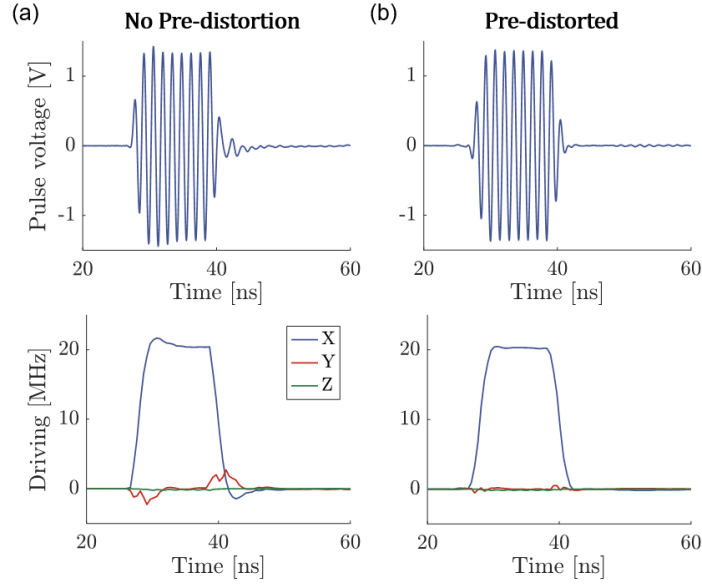 (a) No Pre-distortion
(b) Pre-distorted
Pulse voltage [V]
1
0
-1
20 40 60
Time [ns]
1
0
-1
20 40 60
Time [ns]
Driving [MHz]
20
10
0
X
Y
Z
20 40 60
Time [ns]
20
10
0
20 40 60
Time [ns]